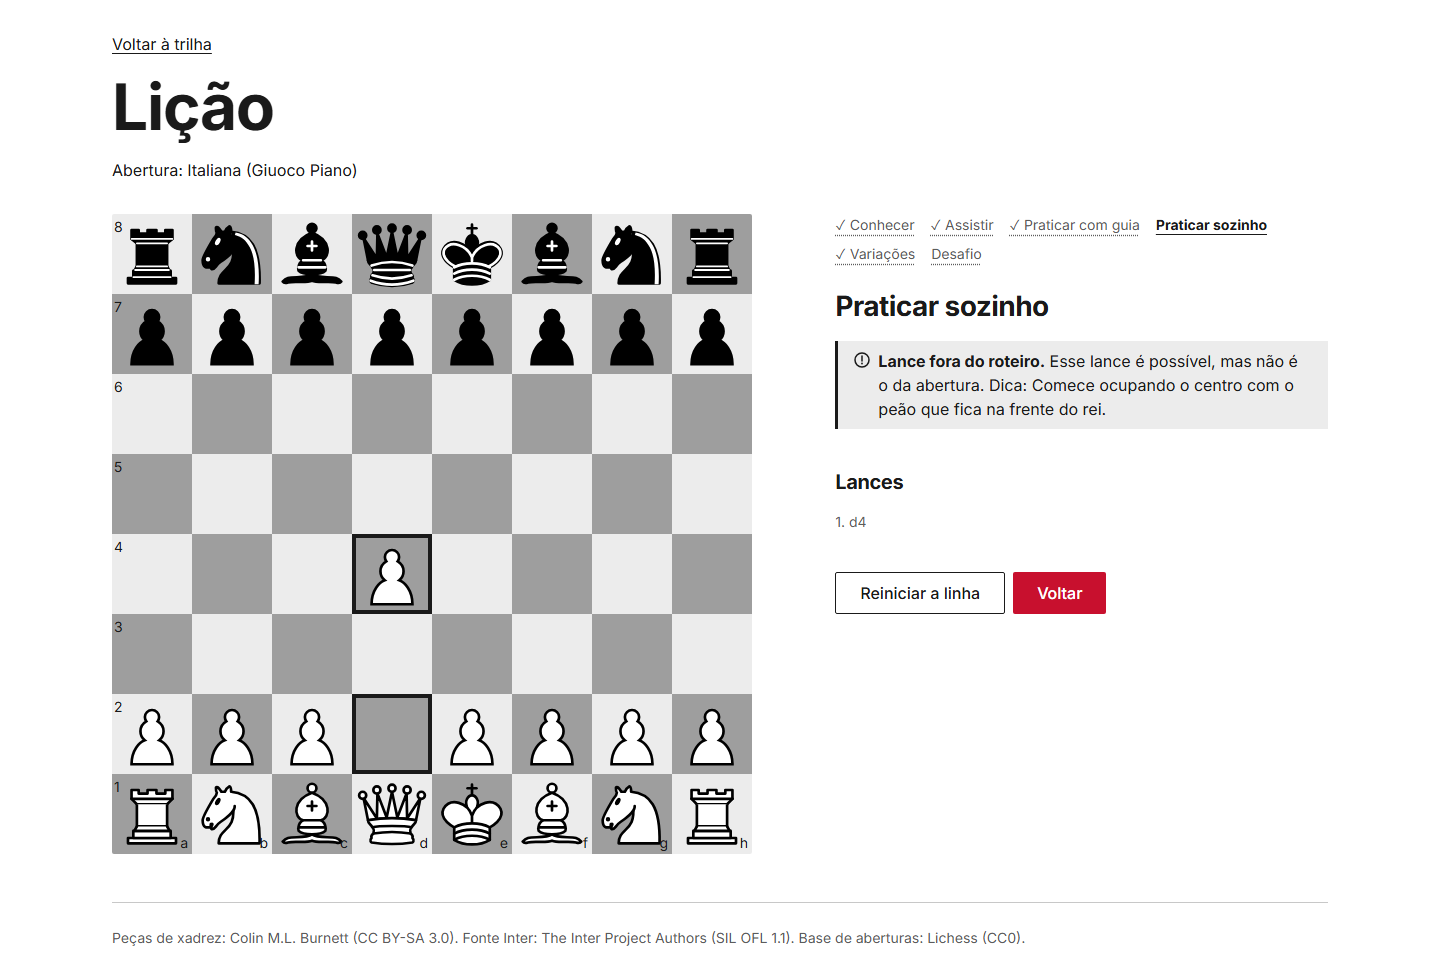 Voltar à trilha
Lição
Abertura: Italiana (Giuoco Piano)
8
7
6
5
4
3
2
1
a b c d e f g h
✓ Conhecer ✓ Assistir ✓ Praticar com guia Praticar sozinho
✓ Variações Desafio
Praticar sozinho
Lance fora do roteiro. Esse lance é possível, mas não é
o da abertura. Dica: Comece ocupando o centro com o
peão que fica na frente do rei.
Lances
1. d4
Reiniciar a linha Voltar
Peças de xadrez: Colin M.L. Burnett (CC BY-SA 3.0). Fonte Inter: The Inter Project Authors (SIL OFL 1.1). Base de aberturas: Lichess (CC0).